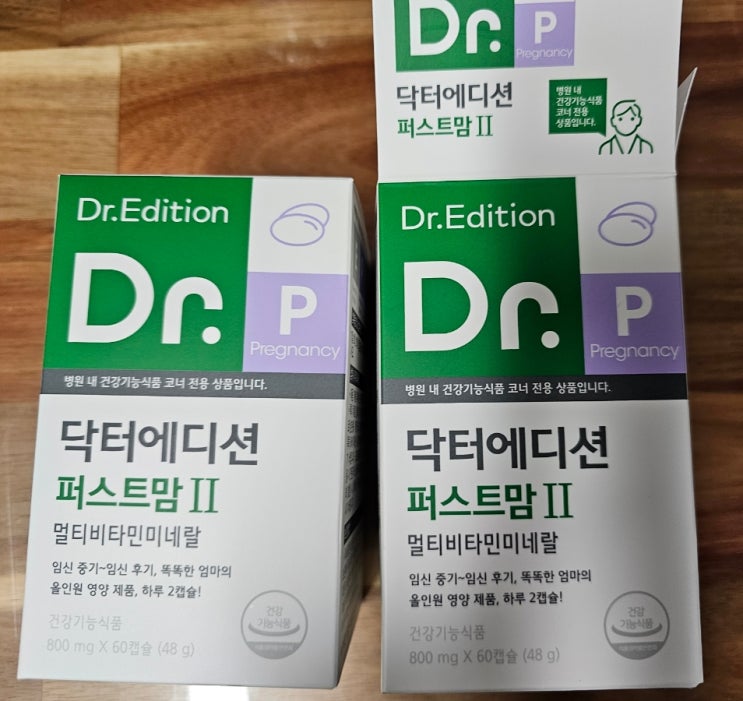 Dr.Edition
Dr.
P
Pregnancy
병원 내 건강기능식품 코너 전용 상품입니다.
닥터에디션
퍼스트맘 II
멀티비타민미네랄
임신 중기~임신 후기, 똑똑한 엄마의
올인원 영양 제품, 하루 2캡슐!
건강기능식품
800 mg X 60캡슐 (48 g)
건강
기능식품
Dr.
P
Pregnancy
닥터에디션
퍼스트맘 II
병원 내
건강기능식품
코너 전용
상품입니다.
Dr.Edition
Dr.
P
Pregnancy
병원 내 건강기능식품 코너 전용 상품입니다.
닥터에디션
퍼스트맘 II
멀티비타민미네랄
임신 중기~임신 후기, 똑똑한 엄마의
올인원 영양 제품, 하루 2캡슐!
건강기능식품
800 mg X 60캡슐 (48 g)
건강
기능식품